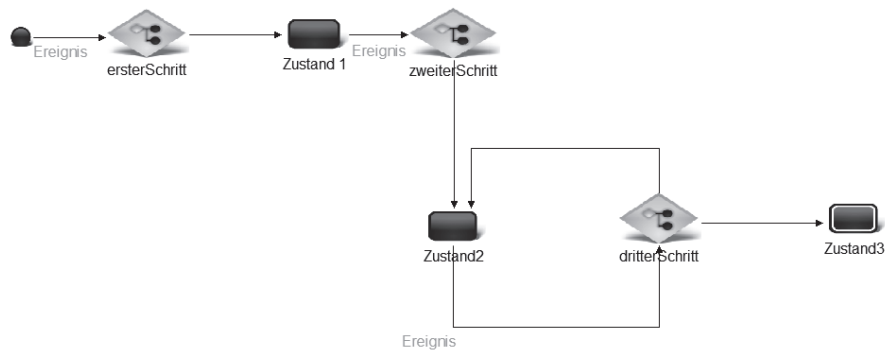 Ereignis
ersterSchritt
Zustand 1
Ereignis
zweiterSchritt
Zustand2
dritterSchritt
Zustand3
Ereignis